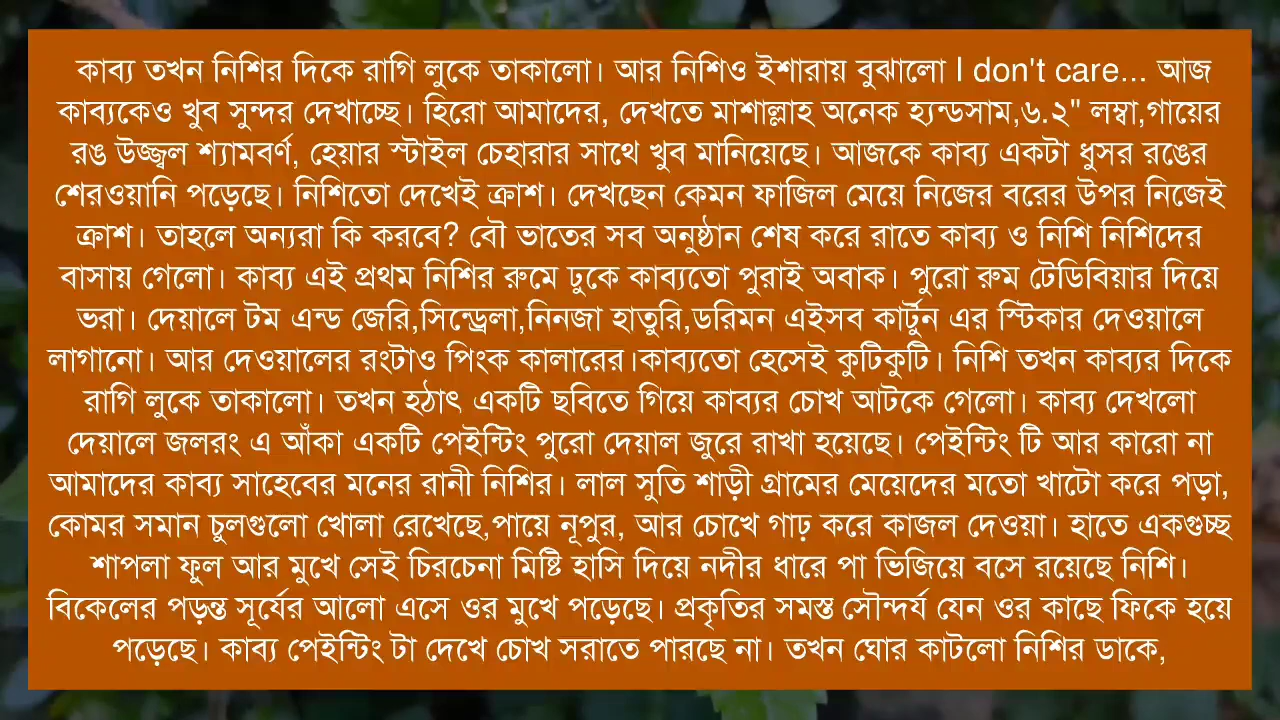 কাব্য তখন নিশির দিকে রাগি লুকে তাকালো। আর নিশিও ইশারায় বুঝালো I don't care... আজ
কাব্যকেও খুব সুন্দর দেখাচ্ছে। হিরো আমাদের, দেখতে মাশাল্লাহ অনেক হ্যন্ডসাম,৬.২" লম্বা,গায়ের
রঙ উজ্জ্বল শ্যামবর্ণ, হেয়ার স্টাইল চেহারার সাথে খুব মানিয়েছে। আজকে কাব্য একটা ধুসর রঙের
শেরওয়ানি পড়েছে। নিশিতো দেখেই ক্রাশ। দেখছেন কেমন ফাজিল মেয়ে নিজের বরের উপর নিজেই
ক্রাশ। তাহলে অন্যরা কি করবে? বৌ ভাতের সব অনুষ্ঠান শেষ করে রাতে কাব্য ও নিশি নিশিদের
বাসায় গেলো। কাব্য এই প্রথম নিশির রুমে ঢুকে কাব্যতো পুরাই অবাক। পুরো রুম টেডিবিয়ার দিয়ে
ভরা। দেয়ালে টম এন্ড জেরি,সিন্ড্রেলা,নিনজা হাতুরি,ডরিমন এইসব কার্টুন এর স্টিকার দেওয়ালে
লাগানো। আর দেওয়ালের রংটাও পিংক কালারের।কাব্যতো হেসেই কুটিকুটি। নিশি তখন কাব্যর দিকে
রাগি লুকে তাকালো। তখন হঠাৎ একটি ছবিতে গিয়ে কাব্যর চোখ আটকে গেলো। কাব্য দেখলো
দেয়ালে জলরং এ আঁকা একটি পেইন্টিং পুরো দেয়াল জুরে রাখা হয়েছে। পেইন্টিং টি আর কারো না
আমাদের কাব্য সাহেবের মনের রানী নিশির। লাল সুতি শাড়ী গ্রামের মেয়েদের মতো খাটো করে পড়া,
কোমর সমান চুলগুলো খোলা রেখেছে,পায়ে নূপুর, আর চোখে গাঢ় করে কাজল দেওয়া। হাতে একগুচ্ছ
শাপলা ফুল আর মুখে সেই চিরচেনা মিষ্টি হাসি দিয়ে নদীর ধারে পা ভিজিয়ে বসে রয়েছে নিশি।
বিকেলের পড়ন্ত সূর্যের আলো এসে ওর মুখে পড়েছে। প্রকৃতির সমস্ত সৌন্দর্য যেন ওর কাছে ফিকে হয়ে
পড়েছে। কাব্য পেইন্টিং টা দেখে চোখ সরাতে পারছে না। তখন ঘোর কাটলো নিশির ডাকে,